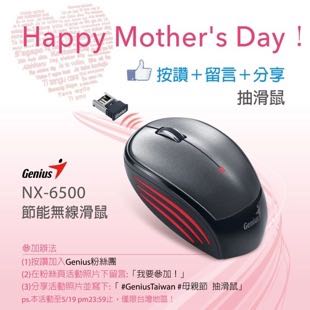 Happy Mother's Day !
按讚+留言+分享
抽滑鼠
Genius
NX-6500
節能無線滑鼠
參加辦法
(1)按讚加入Genius粉絲團
(2)在粉絲頁活動照片下留言:「我要參加！」
(3)分享活動照片並寫下:「 #GeniusTaiwan #母親節 抽滑鼠」
ps.本活動至5/19 pm23:59止，僅限台灣地區！